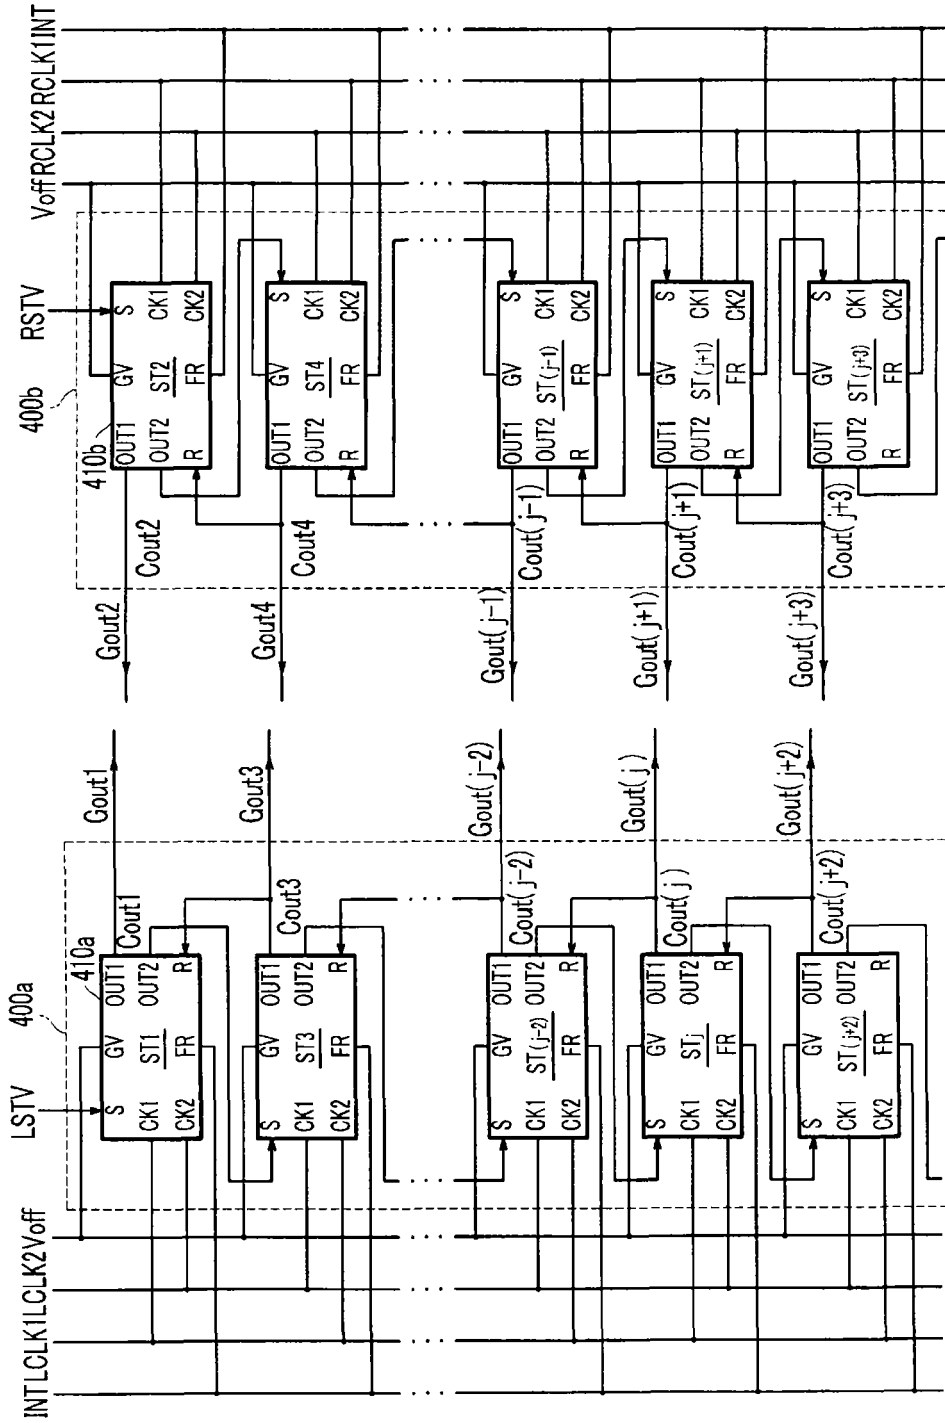 INT LCLK1 LCLK2 Voff
LSTV
400a
400b
RSTV
Voff RCLK2 RCLK1 INT
410a
S GV OUT1
CK1 ST1 OUT2
CK2 FR R
Cout1
Gout1
Gout2
Cout2
410b
OUT1 GV S
OUT2 ST2 CK1
R FR CK2
S GV OUT1
CK1 ST3 OUT2
CK2 FR R
Cout3
Gout3
Gout4
Cout4
OUT1 GV S
OUT2 ST4 CK1
R FR CK2
S GV OUT1
CK1 ST(j-2) OUT2
CK2 FR R
Cout(j-2)
Gout(j-2)
Gout(j-1)
Cout(j-1)
OUT1 GV S
OUT2 ST(j-1) CK1
R FR CK2
S GV OUT1
CK1 STj OUT2
CK2 FR R
Cout(j)
Gout(j)
Gout(j+1)
Cout(j+1)
OUT1 GV S
OUT2 ST(j+1) CK1
R FR CK2
S GV OUT1
CK1 ST(j+2) OUT2
CK2 FR R
Cout(j+2)
Gout(j+2)
Gout(j+3)
Cout(j+3)
OUT1 GV S
OUT2 ST(j+3) CK1
R FR CK2